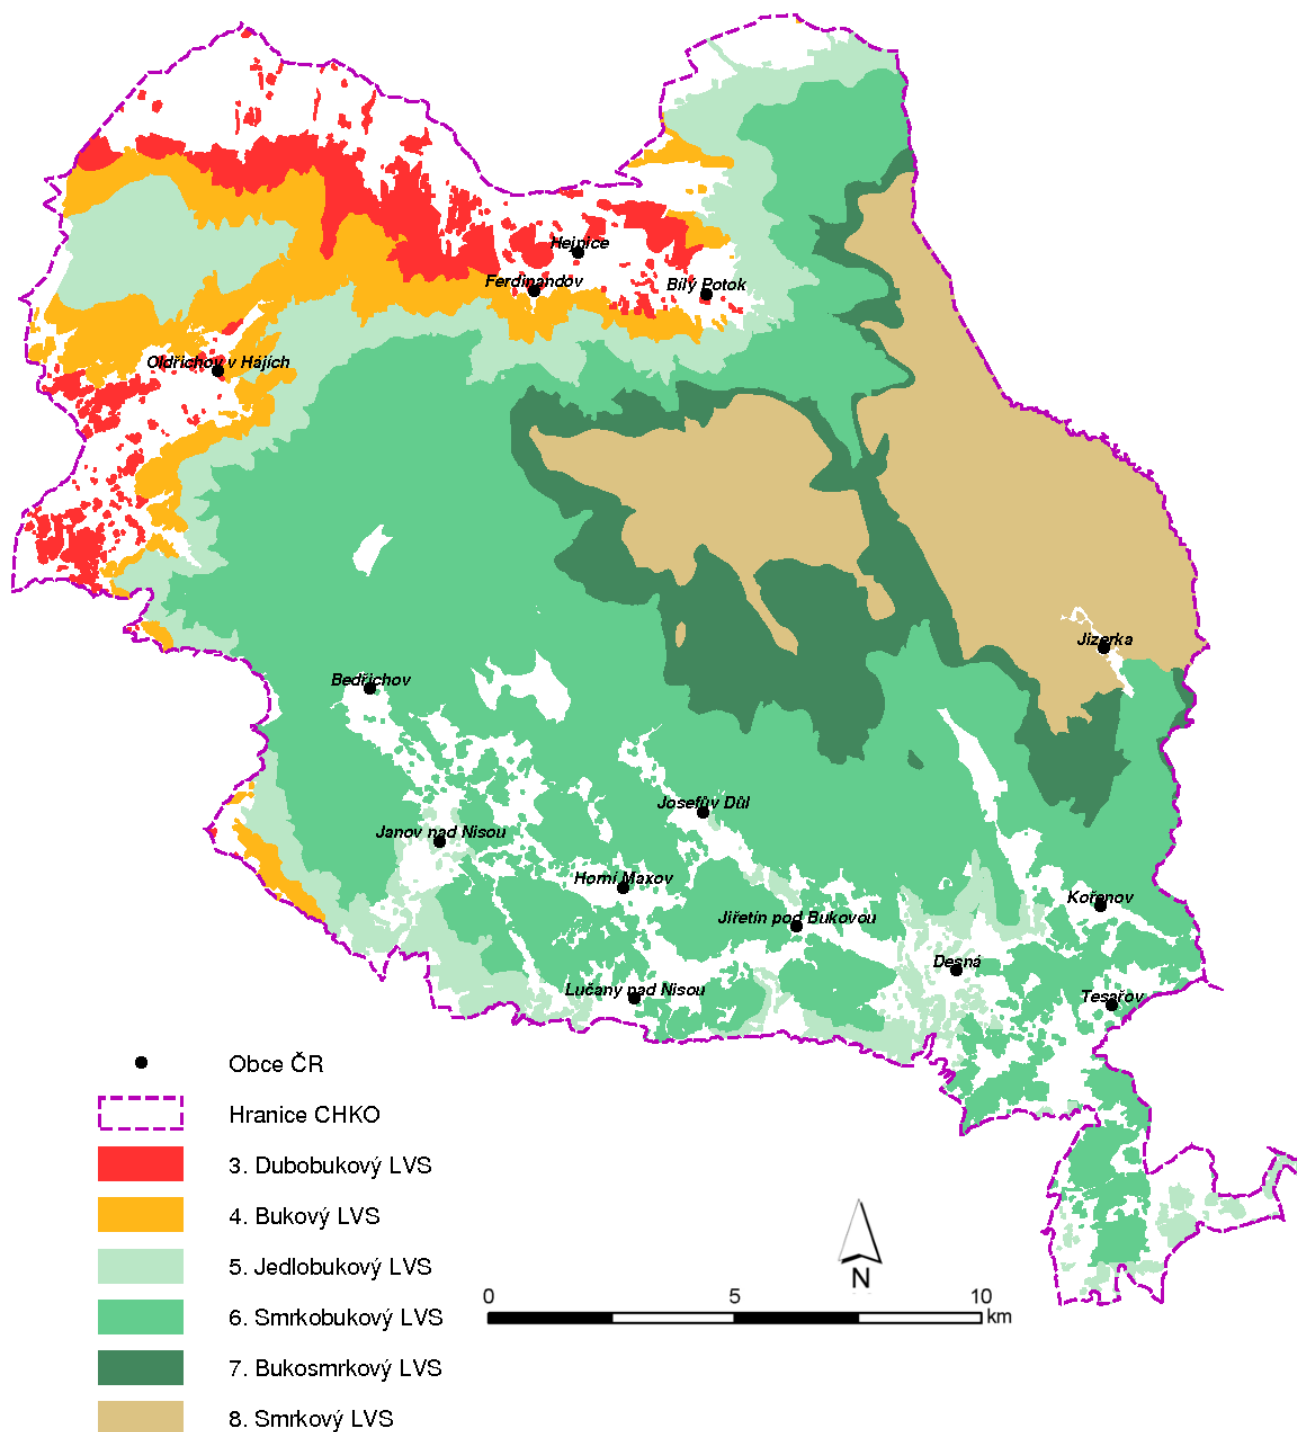 Hejnice
Ferdinandov
Bílý Potok
Oldřichov v Hájích
Jizerka
Bedřichov
Josefův Důl
Janov nad Nisou
Horní Maxov
Kořenov
Jiřetín pod Bukovou
Desná
Lučany nad Nisou
Tesařov
Obce ČR
Hranice CHKO
3. Dubobukový LVS
4. Bukový LVS
5. Jedlobukový LVS
6. Smrkobukový LVS
7. Bukosmrkový LVS
8. Smrkový LVS
N
0 5 10
km